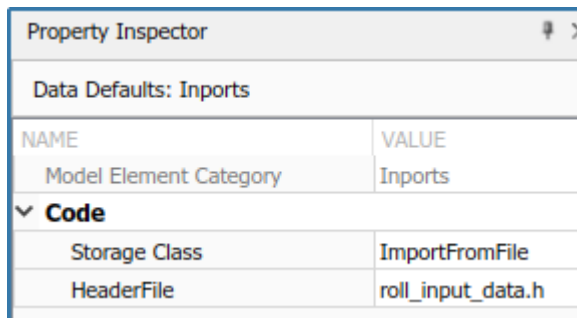 Property Inspector
Data Defaults: Inports
NAME VALUE
Model Element Category Inports
Code
Storage Class ImportFromFile
HeaderFile roll_input_data.h